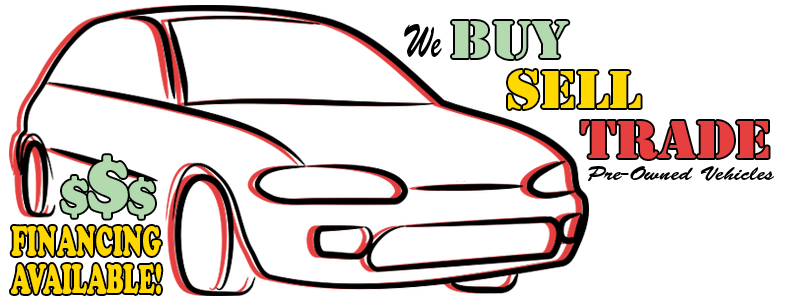 We BUY
SELL
TRADE
Pre-Owned Vehicles
$$$
FINANCING
AVAILABLE!